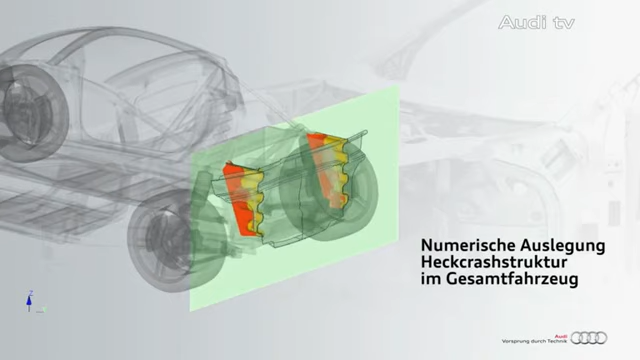 Audi tv
Numerische Auslegung
Heckcrashstruktur
im Gesamtfahrzeug
Z
Audi
Vorsprung durch Technik